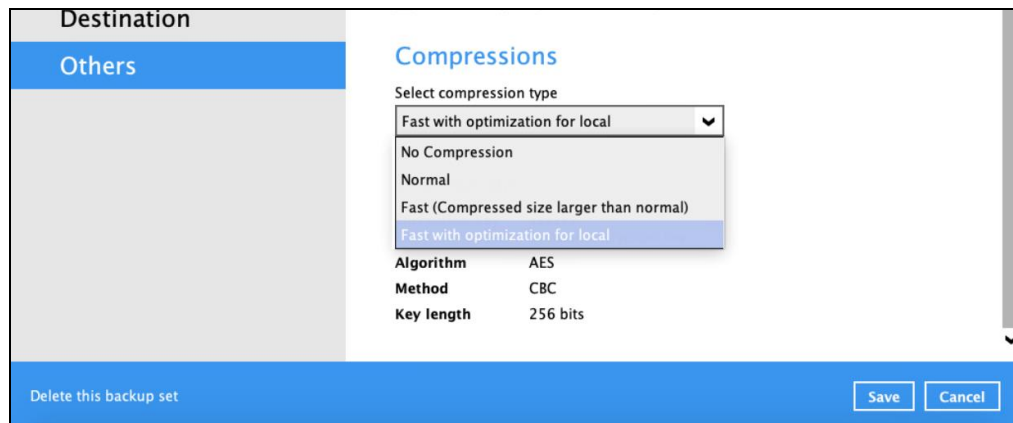 Destination
Others
Compressions
Select compression type
Fast with optimization for local
No Compression
Normal
Fast (Compressed size larger than normal)
Fast with optimization for local
Algorithm AES
Method CBC
Key length 256 bits
Delete this backup set
Save Cancel